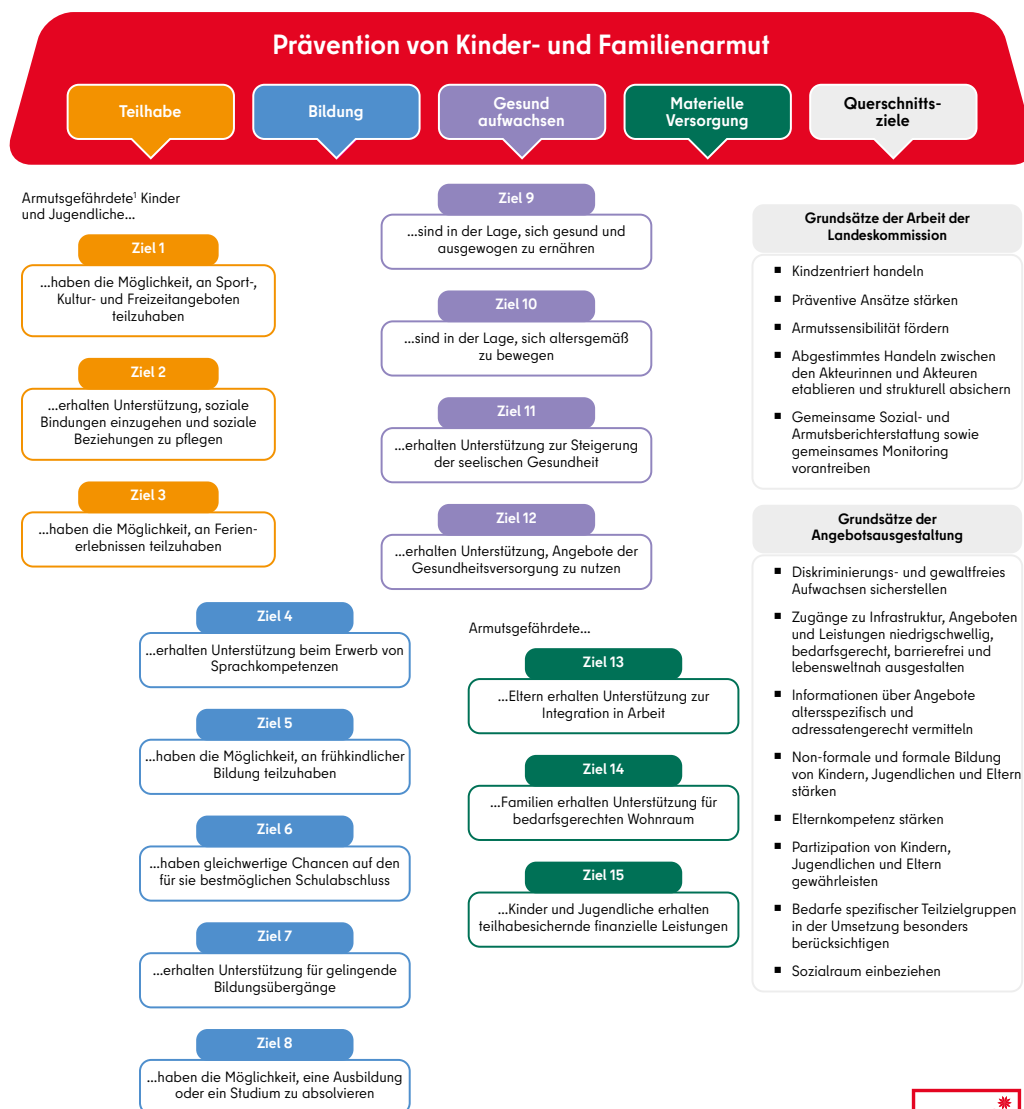 Prävention von Kinder- und Familienarmut
Teilhabe
Bildung
Gesund
aufwachsen
Materielle
Versorgung
Querschnitts-
ziele
Armutsgefährdete¹ Kinder
und Jugendliche...
Ziel 1
...haben die Möglichkeit, an Sport-,
Kultur- und Freizeitangeboten
teilzuhaben
Ziel 2
...erhalten Unterstützung, soziale
Bindungen einzugehen und soziale
Beziehungen zu pflegen
Ziel 3
...haben die Möglichkeit, an Ferien-
erlebnissen teilzuhaben
Ziel 4
...erhalten Unterstützung beim Erwerb von
Sprachkompetenzen
Ziel 5
...haben die Möglichkeit, an frühkindlicher
Bildung teilzuhaben
Ziel 6
...haben gleichwertige Chancen auf den
für sie bestmöglichen Schulabschluss
Ziel 7
...erhalten Unterstützung für gelingende
Bildungsübergänge
Ziel 8
...haben die Möglichkeit, eine Ausbildung
oder ein Studium zu absolvieren
Ziel 9
...sind in der Lage, sich gesund und
ausgewogen zu ernähren
Ziel 10
...sind in der Lage, sich altersgemäß
zu bewegen
Ziel 11
...erhalten Unterstützung zur Steigerung
der seelischen Gesundheit
Ziel 12
...erhalten Unterstützung, Angebote der
Gesundheitsversorgung zu nutzen
Armutsgefährdete...
Ziel 13
...Eltern erhalten Unterstützung zur
Integration in Arbeit
Ziel 14
...Familien erhalten Unterstützung für
bedarfsgerechten Wohnraum
Ziel 15
...Kinder und Jugendliche erhalten
teilhabesichernde finanzielle Leistungen
Grundsätze der Arbeit der
Landeskommission
▪ Kindzentriert handeln
▪ Präventive Ansätze stärken
▪ Armutssensibilität fördern
▪ Abgestimmtes Handeln zwischen
den Akteurinnen und Akteuren
etablieren und strukturell absichern
▪ Gemeinsame Sozial- und
Armutsberichterstattung sowie
gemeinsames Monitoring
vorantreiben
Grundsätze der
Angebotsausgestaltung
▪ Diskriminierungs- und gewaltfreies
Aufwachsen sicherstellen
▪ Zugänge zu Infrastruktur, Angeboten
und Leistungen niedrigschwellig,
bedarfsgerecht, barrierefrei und
lebensweltnah ausgestalten
▪ Informationen über Angebote
altersspezifisch und
adressatengerecht vermitteln
▪ Non-formale und formale Bildung
von Kindern, Jugendlichen und Eltern
stärken
▪ Elternkompetenz stärken
▪ Partizipation von Kindern,
Jugendlichen und Eltern
gewährleisten
▪ Bedarfe spezifischer Teilzielgruppen
in der Umsetzung besonders
berücksichtigen
▪ Sozialraum einbeziehen